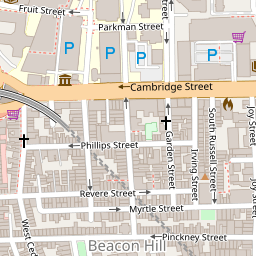 Fruit Street
Parkman Street
P
P
P
P
Cambridge Street
Phillips Street
Garden Street
Irving Street
South Russell Street
Joy Street
Revere Street
Myrtle Street
West Ced
Beacon Hill
Pinckney Street